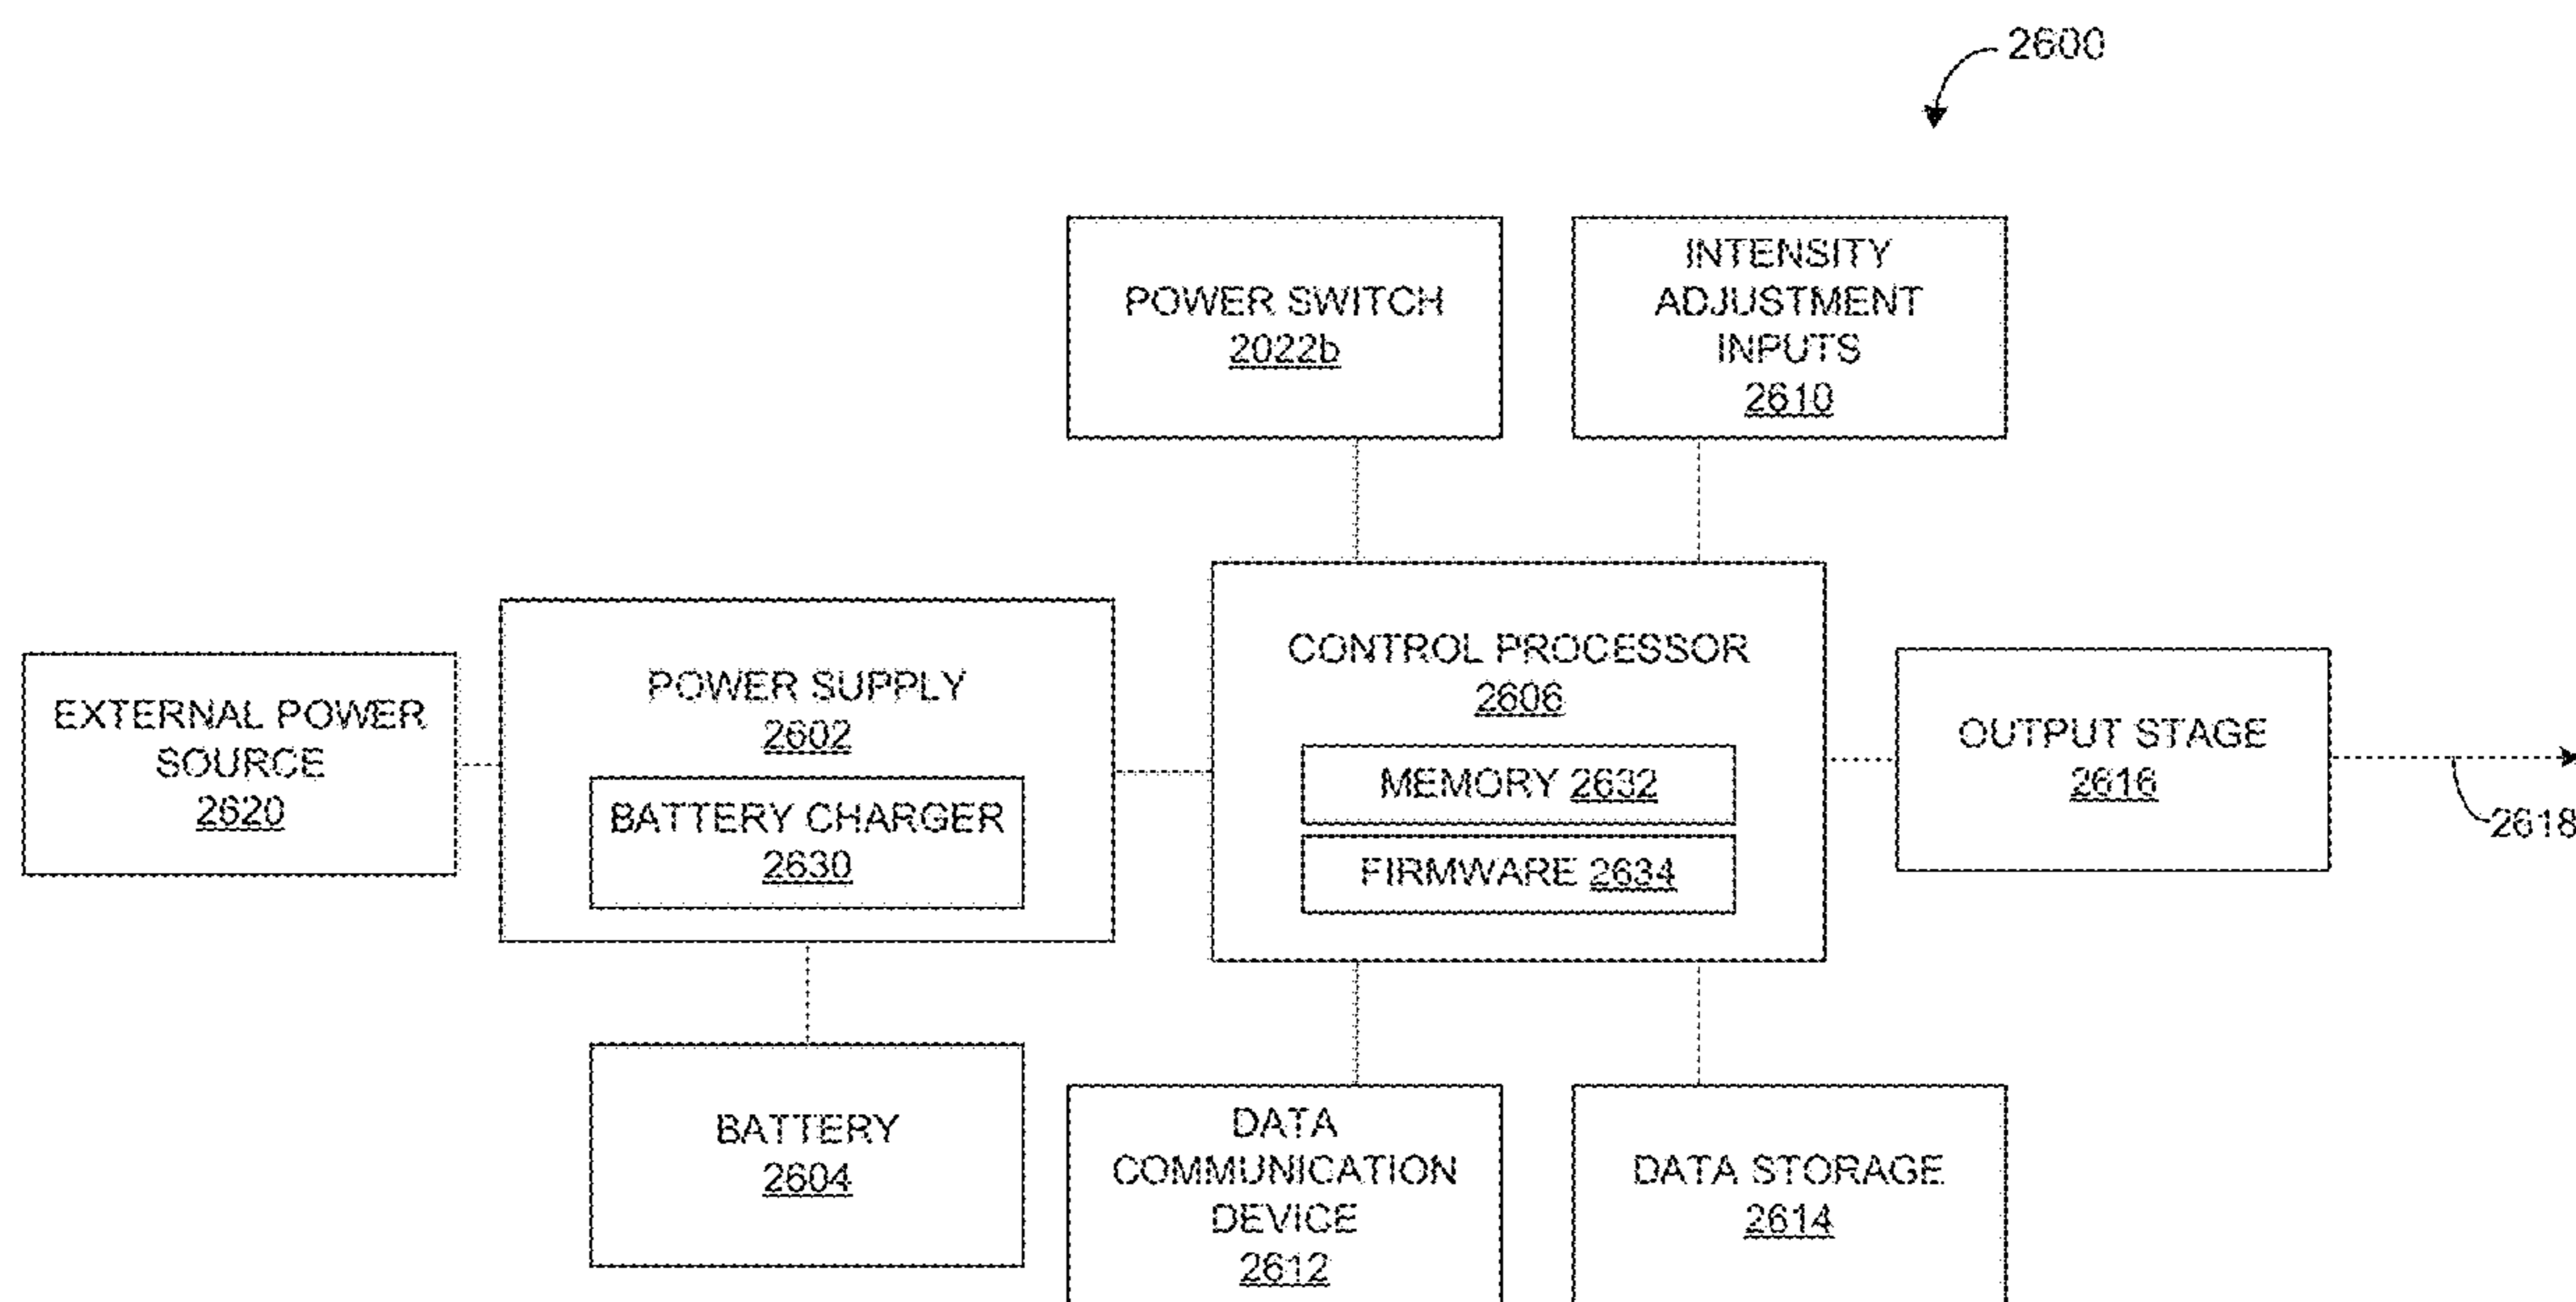 2600
POWER SWITCH
2022b
INTENSITY
ADJUSTMENT
INPUTS
2610
EXTERNAL POWER
SOURCE
2620
POWER SUPPLY
2602
BATTERY CHARGER
2630
CONTROL PROCESSOR
2606
MEMORY 2632
FIRMWARE 2634
OUTPUT STAGE
2616
2618
BATTERY
2604
DATA
COMMUNICATION
DEVICE
2612
DATA STORAGE
2614